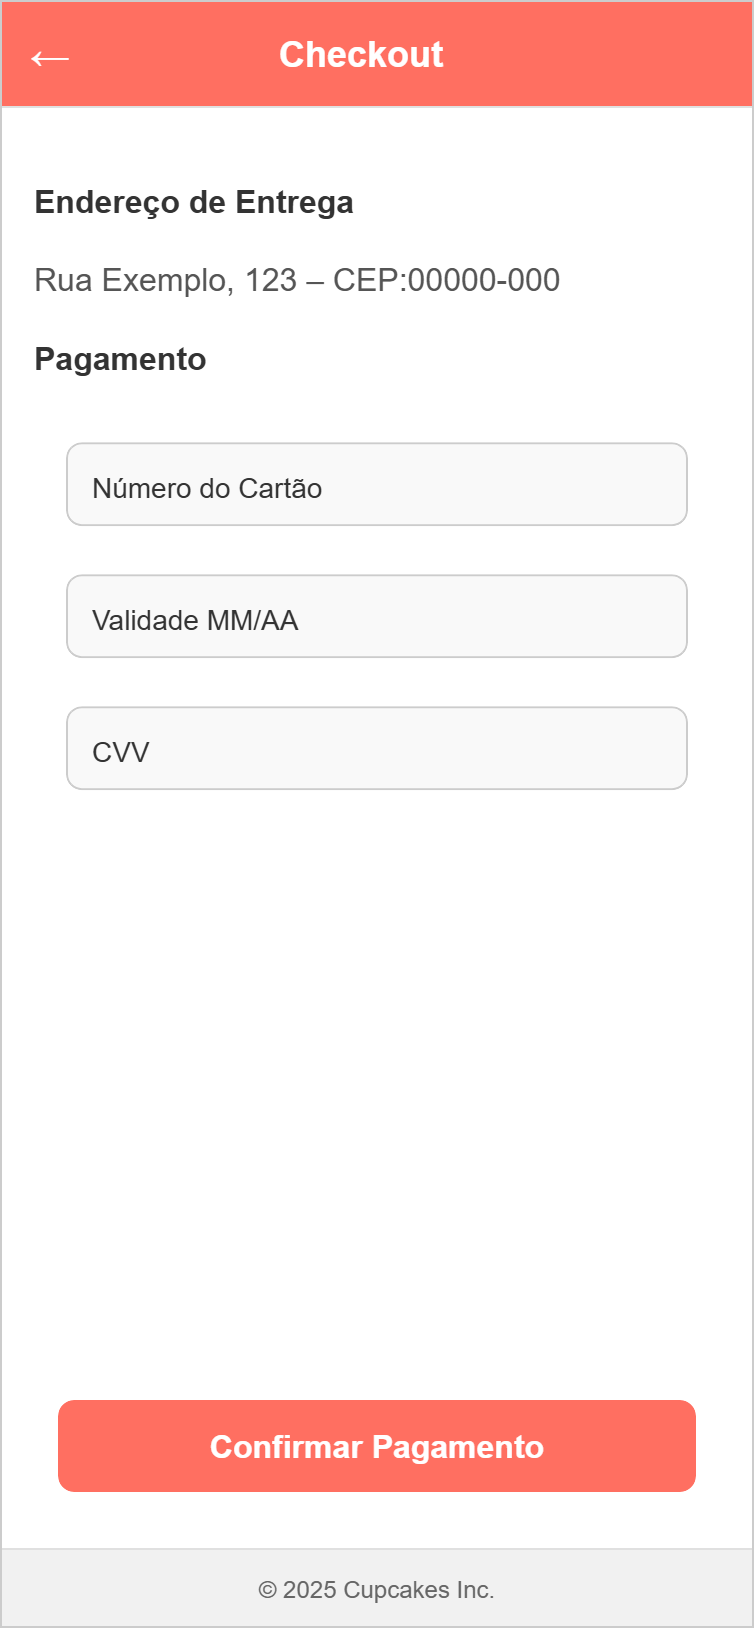 ← Checkout
Endereço de Entrega
Rua Exemplo, 123 – CEP:00000-000
Pagamento
Número do Cartão
Validade MM/AA
CVV
Confirmar Pagamento
© 2025 Cupcakes Inc.